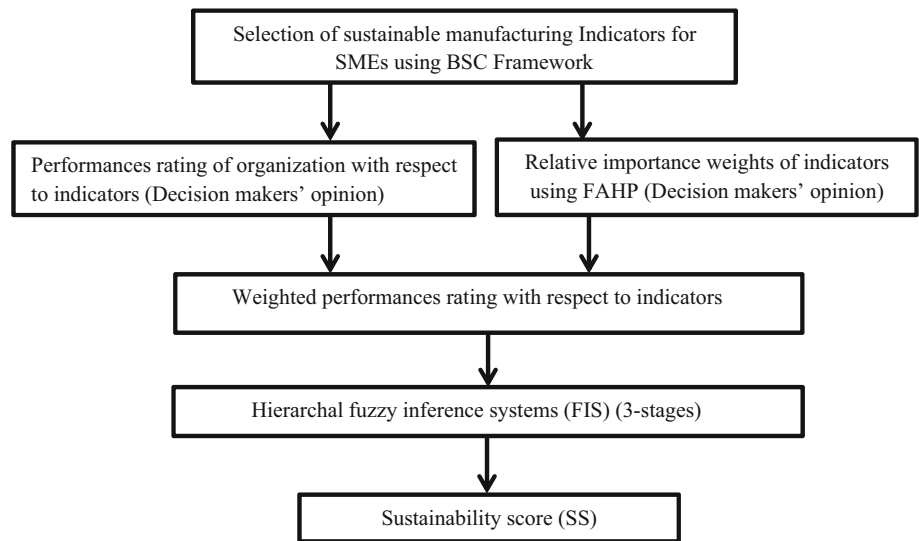 Selection of sustainable manufacturing Indicators for
SMEs using BSC Framework
Performances rating of organization with respect
to indicators (Decision makers’ opinion)
Relative importance weights of indicators
using FAHP (Decision makers’ opinion)
Weighted performances rating with respect to indicators
Hierarchal fuzzy inference systems (FIS) (3-stages)
Sustainability score (SS)